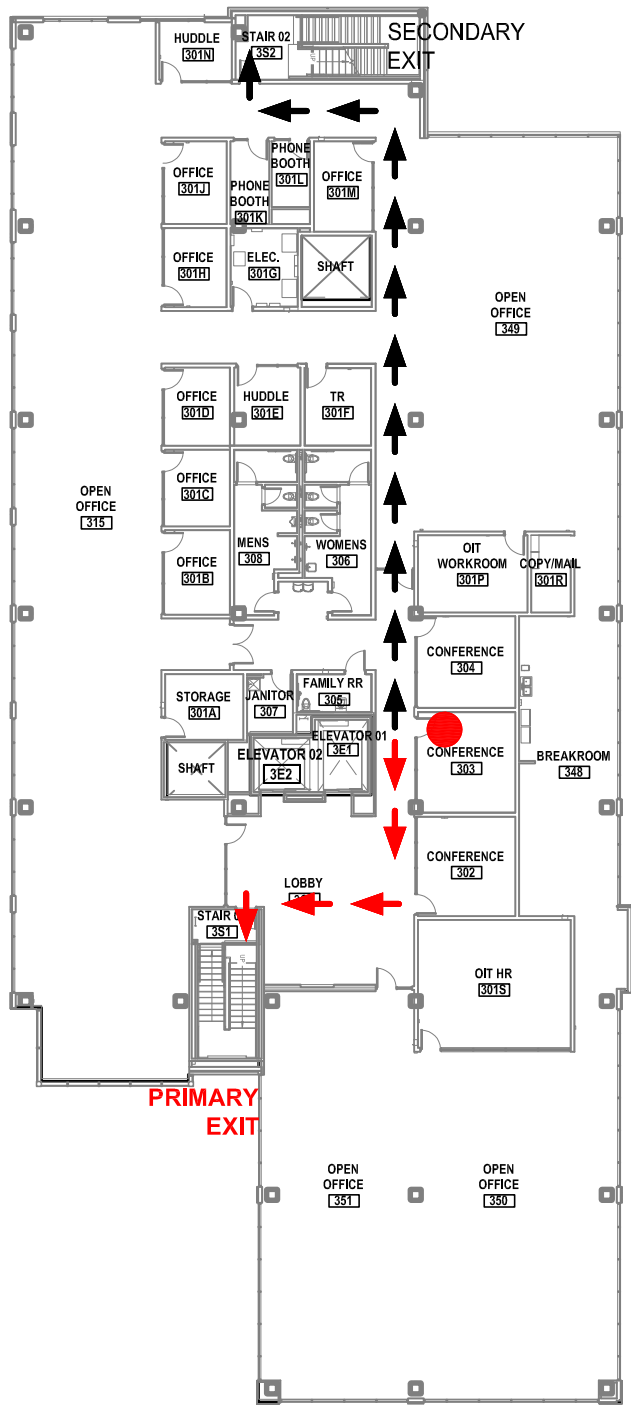 HUDDLE
301N
STAIR 02
3S2
UP
SECONDARY
EXIT
OFFICE
301J
PHONE
BOOTH
301K
PHONE
BOOTH
301L
OFFICE
301M
OFFICE
301H
ELEC.
301G
SHAFT
OPEN
OFFICE
349
OFFICE
301D
HUDDLE
301E
TR
301F
OFFICE
301C
OPEN
OFFICE
315
MENS
308
WOMENS
306
OFFICE
301B
OIT
WORKROOM
301P
COPY/MAIL
301R
CONFERENCE
304
STORAGE
301A
JANITOR
307
FAMILY RR
305
ELEVATOR 01
3E1
ELEVATOR 02
3E2
SHAFT
CONFERENCE
303
BREAKROOM
348
CONFERENCE
302
LOBBY
STAIR
3S1
UP
OIT HR
301S
PRIMARY
EXIT
OPEN
OFFICE
351
OPEN
OFFICE
350